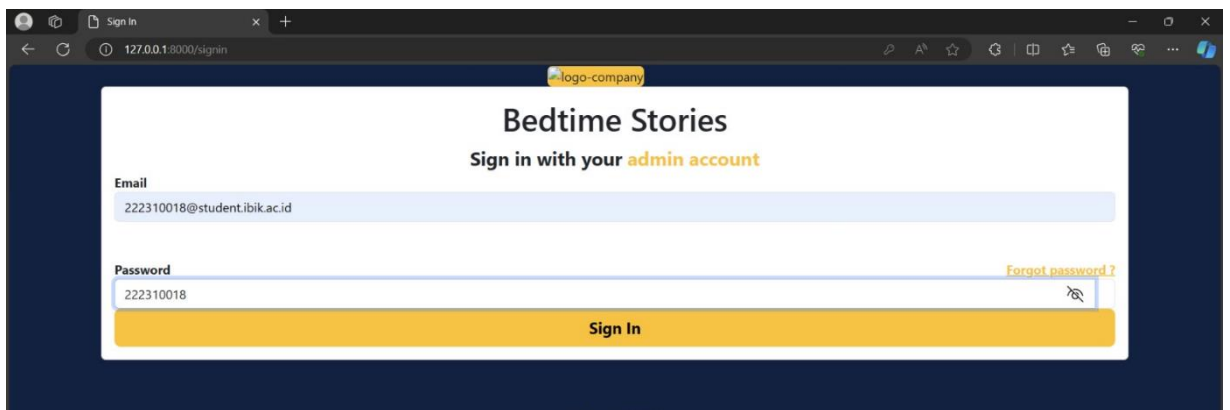 Sign In
127.0.0.1:8000/signin
logo-company
Bedtime Stories
Sign in with your admin account
Email
222310018@student.ibik.ac.id
Password Forgot password ?
222310018
Sign In